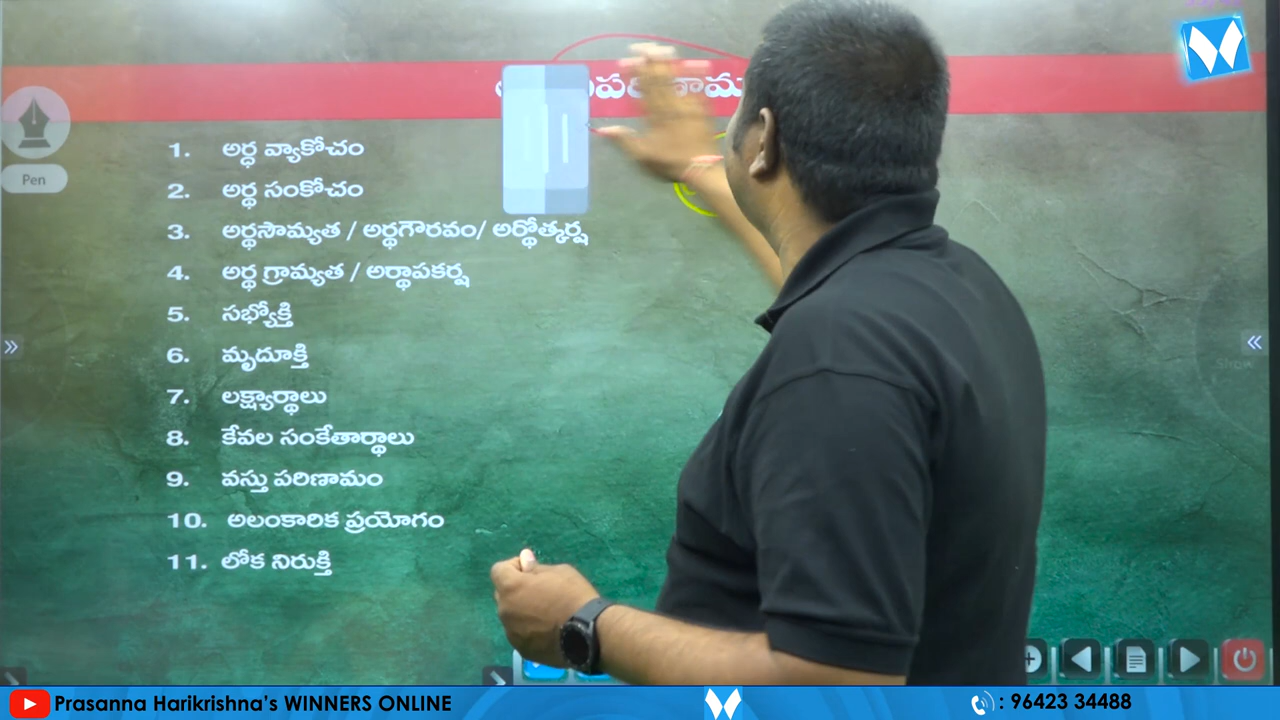 Pen
1. అర్థ వ్యాకోచం
2. అర్థ సంకోచం
3. అర్థసౌమ్యత / అర్థగౌరవం/ అర్థోత్కర్ష
4. అర్థ గ్రామ్యత / అర్థాపకర్ష
5. సభ్యోక్తి
6. మృదూక్తి
7. లక్ష్యార్థాలు
8. కేవల సంకేతార్థాలు
9. వస్తు పరిణామం
10. అలంకారిక ప్రయోగం
11. లోక నిరుక్తి
Show
Prasanna Harikrishna's WINNERS ONLINE
: 96423 34488